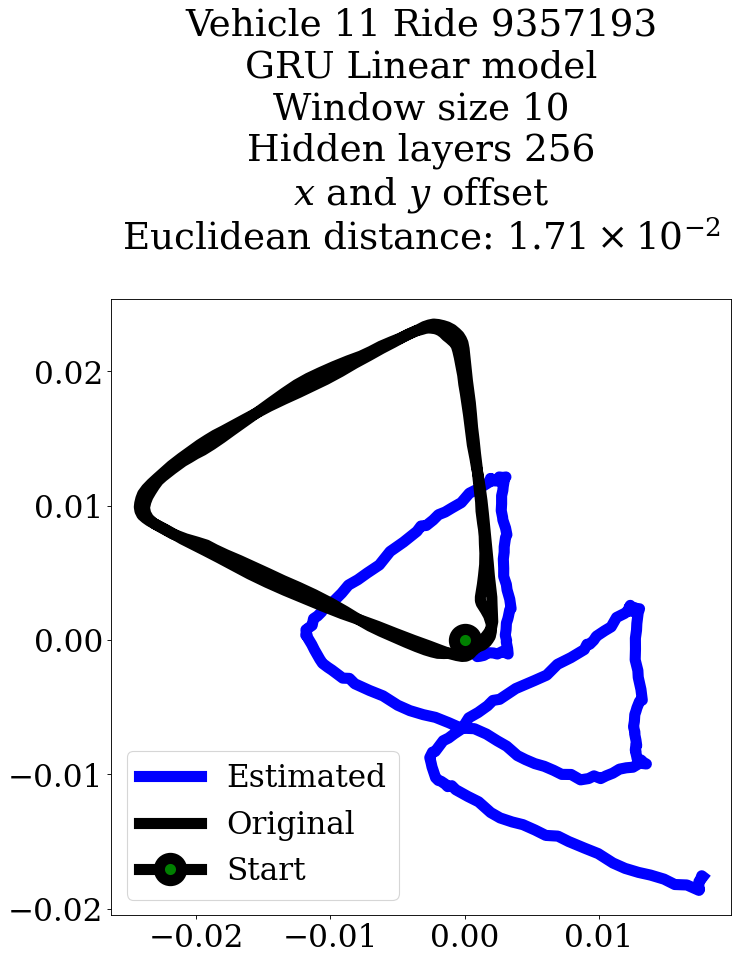 Vehicle 11 Ride 9357193
GRU Linear model
Window size 10
Hidden layers 256
x and y offset
Euclidean distance: 1.71 × 10⁻²
0.02
0.01
0.00
−0.01
−0.02
Estimated
Original
Start
−0.02 −0.01 0.00 0.01